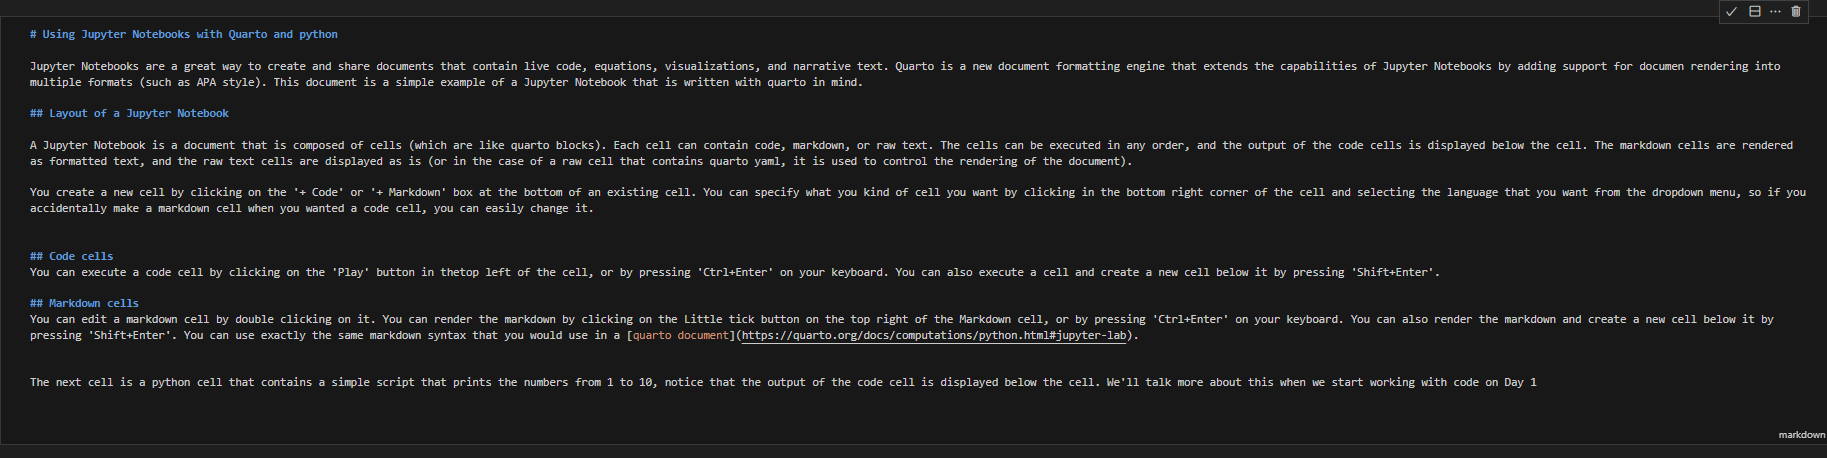 # Using Jupyter Notebooks with Quarto and python
Jupyter Notebooks are a great way to create and share documents that contain live code, equations, visualizations, and narrative text. Quarto is a new document formatting engine that extends the capabilities of Jupyter Notebooks by adding support for documen rendering into
multiple formats (such as APA style). This document is a simple example of a Jupyter Notebook that is written with quarto in mind.
## Layout of a Jupyter Notebook
A Jupyter Notebook is a document that is composed of cells (which are like quarto blocks). Each cell can contain code, markdown, or raw text. The cells can be executed in any order, and the output of the code cells is displayed below the cell. The markdown cells are rendered
as formatted text, and the raw text cells are displayed as is (or in the case of a raw cell that contains quarto yaml, it is used to control the rendering of the document).
You create a new cell by clicking on the '+ Code' or '+ Markdown' box at the bottom of an existing cell. You can specify what you kind of cell you want by clicking in the bottom right corner of the cell and selecting the language that you want from the dropdown menu, so if you
accidentally make a markdown cell when you wanted a code cell, you can easily change it.
## Code cells
You can execute a code cell by clicking on the 'Play' button in thetop left of the cell, or by pressing 'Ctrl+Enter' on your keyboard. You can also execute a cell and create a new cell below it by pressing 'Shift+Enter'.
## Markdown cells
You can edit a markdown cell by double clicking on it. You can render the markdown by clicking on the Little tick button on the top right of the Markdown cell, or by pressing 'Ctrl+Enter' on your keyboard. You can also render the markdown and create a new cell below it by
pressing 'Shift+Enter'. You can use exactly the same markdown syntax that you would use in a [quarto document](https://quarto.org/docs/computations/python.html#jupyter-lab).
The next cell is a python cell that contains a simple script that prints the numbers from 1 to 10, notice that the output of the code cell is displayed below the cell. We'll talk more about this when we start working with code on Day 1
markdown